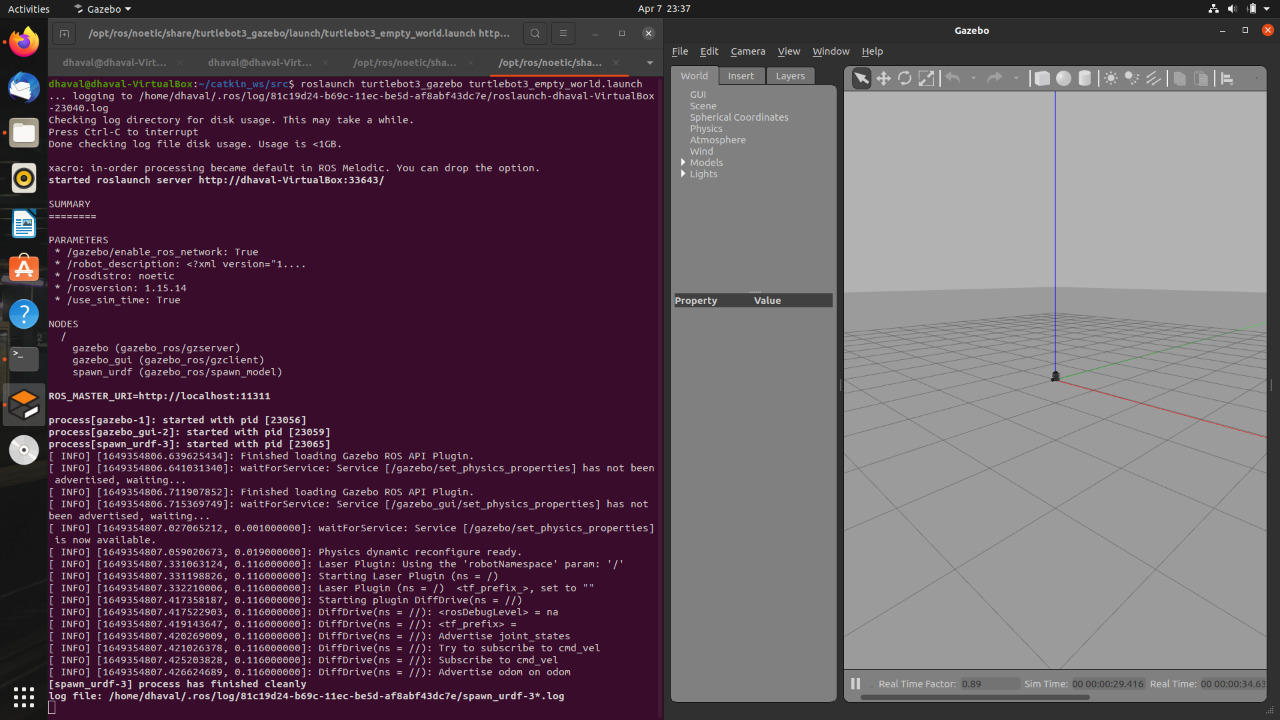 Activities
Gazebo
Apr 7 23:37
/opt/ros/noetic/share/turtlebot3_gazebo/launch/turtlebot3_empty_world.launch htt...
dhaval@dhaval-Virt...
dhaval@dhaval-Virt...
/opt/ros/noetic/sha...
/opt/ros/noetic/sha...
dhaval@dhaval-VirtualBox:~/catkin_ws/src$ roslaunch turtlebot3_gazebo turtlebot3_empty_world.launch
... logging to /home/dhaval/.ros/log/81c19d24-b69c-11ec-be5d-af8abf43dc7e/roslaunch-dhaval-VirtualBox
-23040.log
Checking log directory for disk usage. This may take a while.
Press Ctrl-C to interrupt
Done checking log file disk usage. Usage is <1GB.
xacro: in-order processing became default in ROS Melodic. You can drop the option.
started roslaunch server http://dhaval-VirtualBox:33643/
SUMMARY
========
PARAMETERS
* /gazebo/enable_ros_network: True
* /robot_description: <?xml version="1....
* /rosdistro: noetic
* /rosversion: 1.15.14
* /use_sim_time: True
NODES
/
gazebo (gazebo_ros/gzserver)
gazebo_gui (gazebo_ros/gzclient)
spawn_urdf (gazebo_ros/spawn_model)
ROS_MASTER_URI=http://localhost:11311
process[gazebo-1]: started with pid [23056]
process[gazebo_gui-2]: started with pid [23059]
process[spawn_urdf-3]: started with pid [23065]
[ INFO] [1649354806.639625434]: Finished loading Gazebo ROS API Plugin.
[ INFO] [1649354806.641031340]: waitForService: Service [/gazebo/set_physics_properties] has not been
advertised, waiting...
[ INFO] [1649354806.711907852]: Finished loading Gazebo ROS API Plugin.
[ INFO] [1649354806.715369749]: waitForService: Service [/gazebo_gui/set_physics_properties] has not
been advertised, waiting...
[ INFO] [1649354807.027065212, 0.001000000]: waitForService: Service [/gazebo/set_physics_properties]
is now available.
[ INFO] [1649354807.059020673, 0.019000000]: Physics dynamic reconfigure ready.
[ INFO] [1649354807.331063124, 0.116000000]: Laser Plugin: Using the 'robotNamespace' param: '/'
[ INFO] [1649354807.331198826, 0.116000000]: Starting Laser Plugin (ns = /)
[ INFO] [1649354807.332210006, 0.116000000]: Laser Plugin (ns = /)  <tf_prefix_>, set to ""
[ INFO] [1649354807.417358187, 0.116000000]: Starting plugin DiffDrive(ns = //)
[ INFO] [1649354807.417522903, 0.116000000]: DiffDrive(ns = //): <rosDebugLevel> = na
[ INFO] [1649354807.419143647, 0.116000000]: DiffDrive(ns = //): <tf_prefix> =
[ INFO] [1649354807.420269009, 0.116000000]: DiffDrive(ns = //): Advertise joint_states
[ INFO] [1649354807.421026378, 0.116000000]: DiffDrive(ns = //): Try to subscribe to cmd_vel
[ INFO] [1649354807.425203828, 0.116000000]: DiffDrive(ns = //): Subscribe to cmd_vel
[ INFO] [1649354807.426624689, 0.116000000]: DiffDrive(ns = //): Advertise odom on odom
[spawn_urdf-3] process has finished cleanly
log file: /home/dhaval/.ros/log/81c19d24-b69c-11ec-be5d-af8abf43dc7e/spawn_urdf-3*.log
Gazebo
File Edit Camera View Window Help
World Insert Layers
GUI
Scene
Spherical Coordinates
Physics
Atmosphere
Wind
Models
Lights
Property Value
Real Time Factor: 0.89 Sim Time: 00 00:00:29.416 Real Time: 00 00:00:34.63